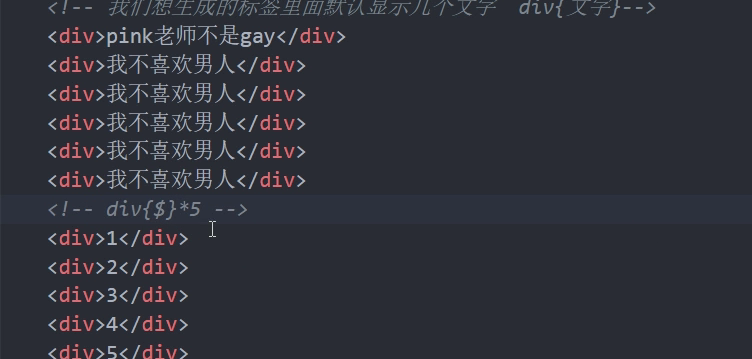 <!-- 我们想生成的标签里面默认显示几个文字  div{文字}-->
<div>pink老师不是gay</div>
<div>我不喜欢男人</div>
<div>我不喜欢男人</div>
<div>我不喜欢男人</div>
<div>我不喜欢男人</div>
<div>我不喜欢男人</div>
<!-- div{$}*5 -->
<div>1</div>
<div>2</div>
<div>3</div>
<div>4</div>
<div>5</div>